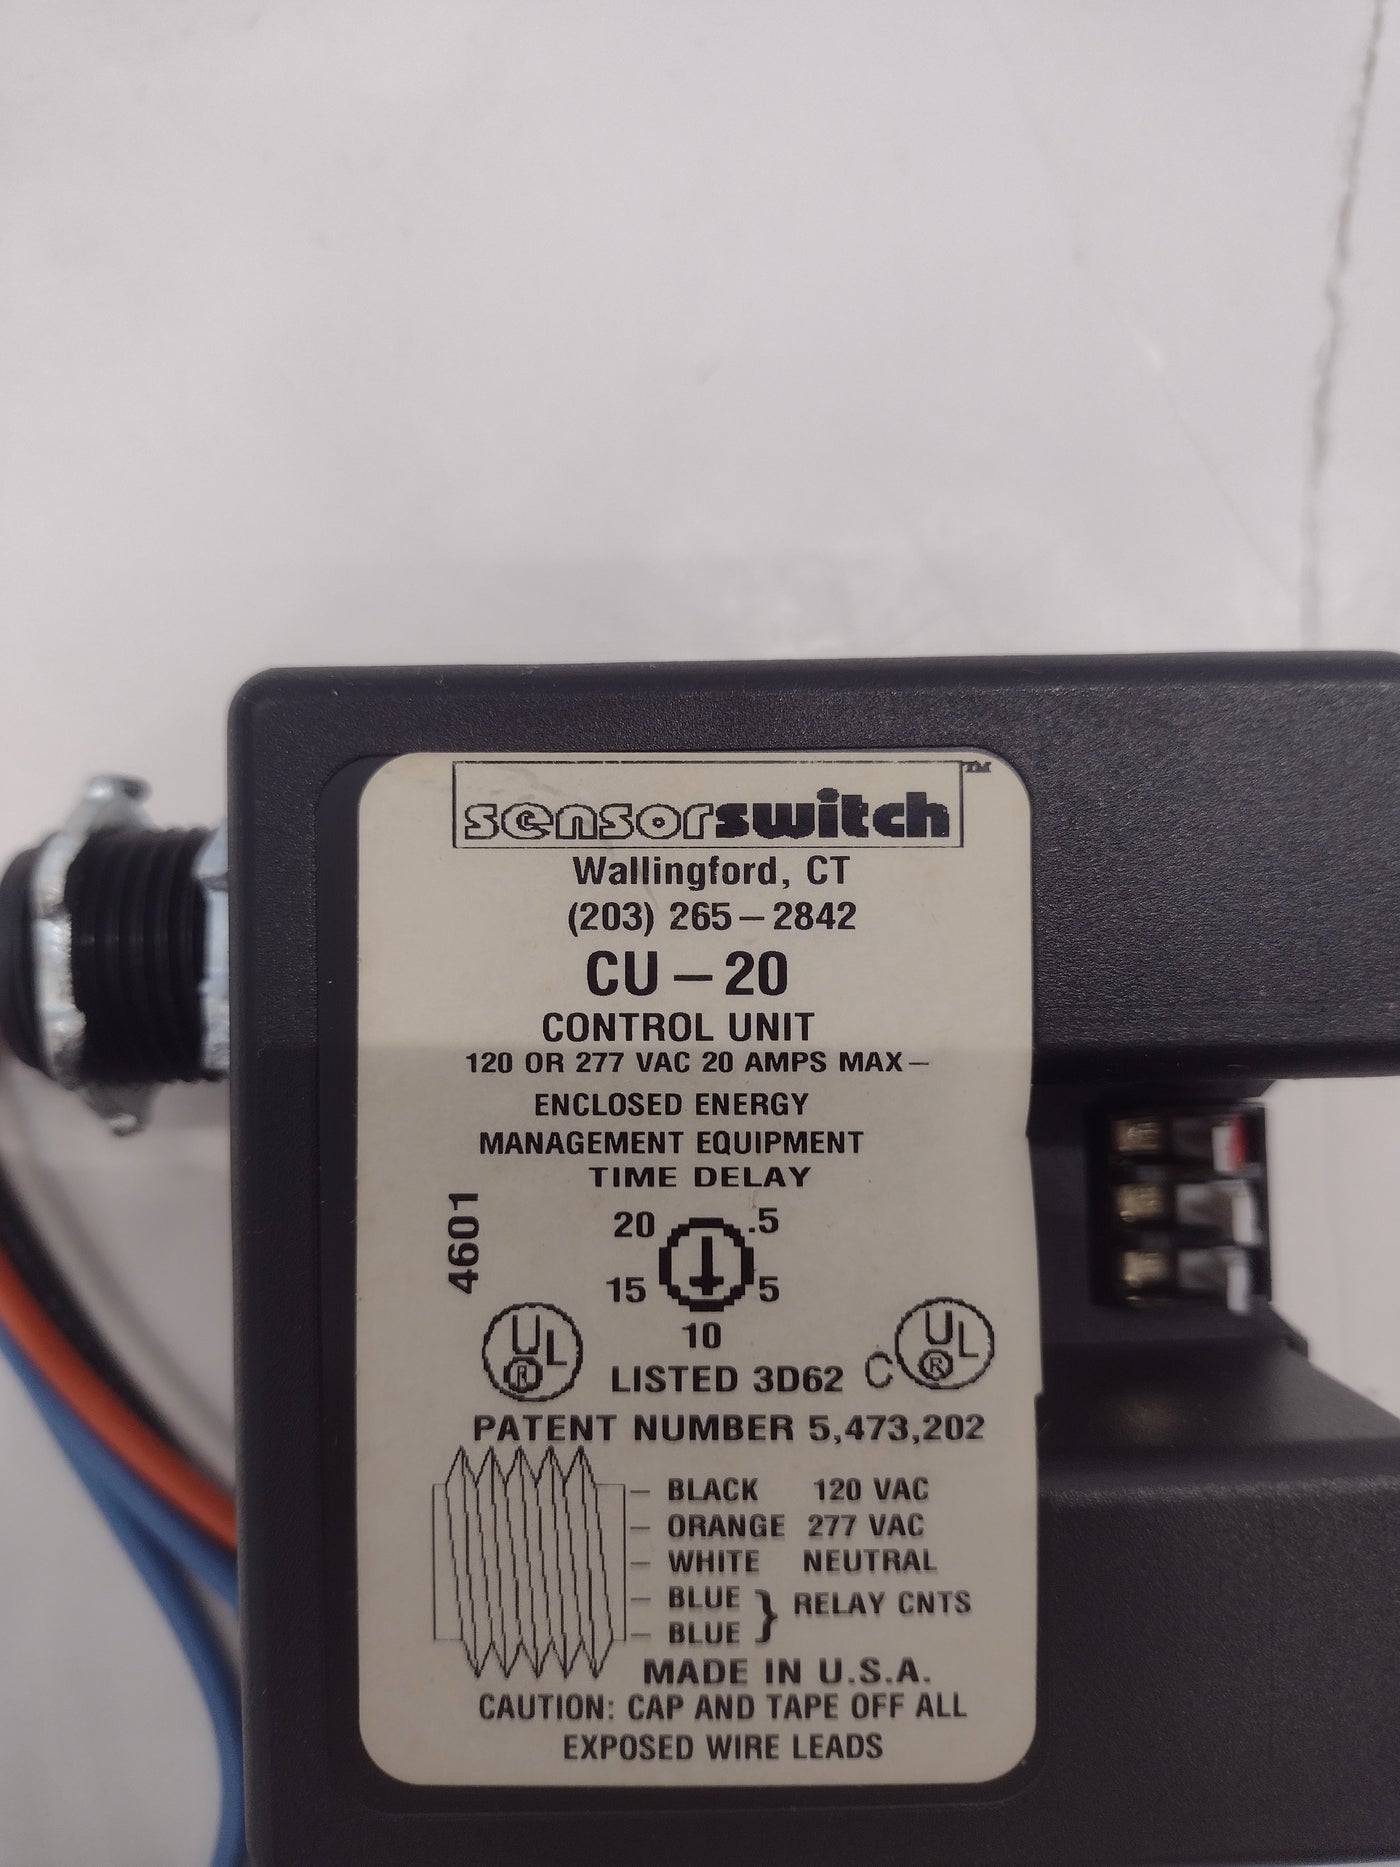 sensorswitch™
Wallingford, CT
(203) 265-2842
CU-20
CONTROL UNIT
120 OR 277 VAC 20 AMPS MAX-
ENCLOSED ENERGY
MANAGEMENT EQUIPMENT
TIME DELAY
20 .5
15 5
10
4601
UL® LISTED 3D62 C UL®
PATENT NUMBER 5,473,202
BLACK 120 VAC
ORANGE 277 VAC
WHITE NEUTRAL
BLUE
BLUE } RELAY CNTS
MADE IN U.S.A.
CAUTION: CAP AND TAPE OFF ALL
EXPOSED WIRE LEADS